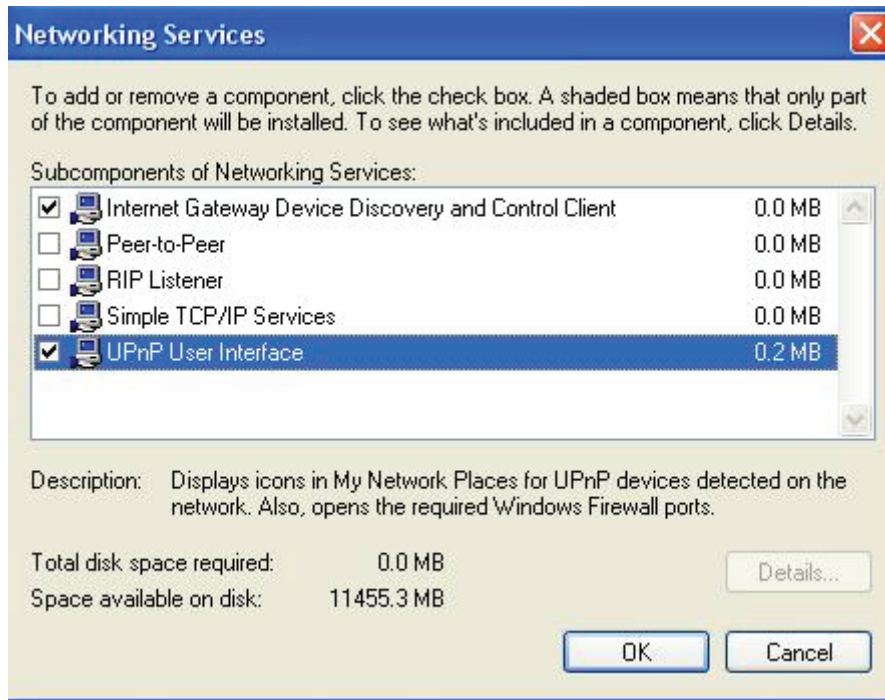 Networking Services
To add or remove a component, click the check box. A shaded box means that only part
of the component will be installed. To see what's included in a component, click Details.
Subcomponents of Networking Services:
Internet Gateway Device Discovery and Control Client 0.0 MB
Peer-to-Peer 0.0 MB
RIP Listener 0.0 MB
Simple TCP/IP Services 0.0 MB
UPnP User Interface 0.2 MB
Description: Displays icons in My Network Places for UPnP devices detected on the
network. Also, opens the required Windows Firewall ports.
Total disk space required: 0.0 MB
Details...
Space available on disk: 11455.3 MB
OK Cancel